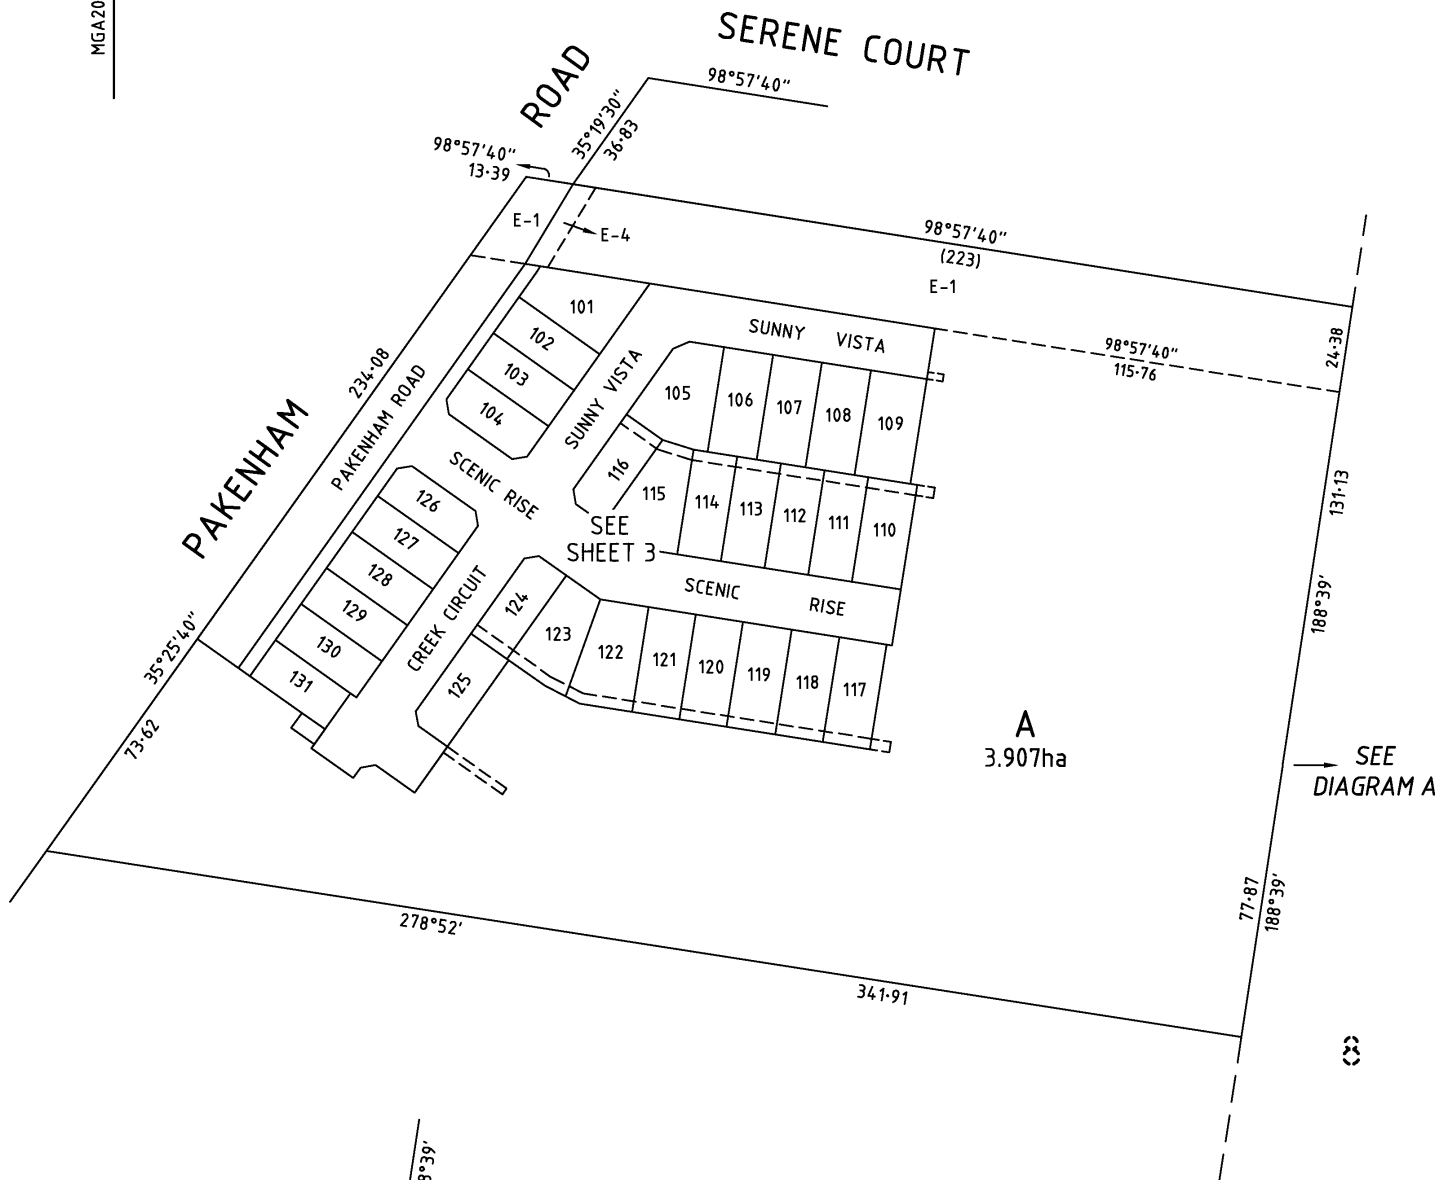 MGA20
SERENE COURT
ROAD
98°57'40"
35°19'30"
36·83
98°57'40"
13·39
E-1
E-4
98°57'40"
(223)
E-1
24·38
101
SUNNY VISTA
98°57'40"
115·76
102
103
104
234·08
PAKENHAM ROAD
SUNNY VISTA
105
106
107
108
109
PAKENHAM
SCENIC RISE
116
115
114
113
112
111
110
131·13
126
127
128
129
130
131
SEE
SHEET 3
SCENIC RISE
188°39'
CREEK CIRCUIT
124
123
122
121
120
119
118
117
125
35°25'40"
73·62
A
3.907ha
SEE
DIAGRAM A
77·87
188°39'
278°52'
341·91
8
8°39'